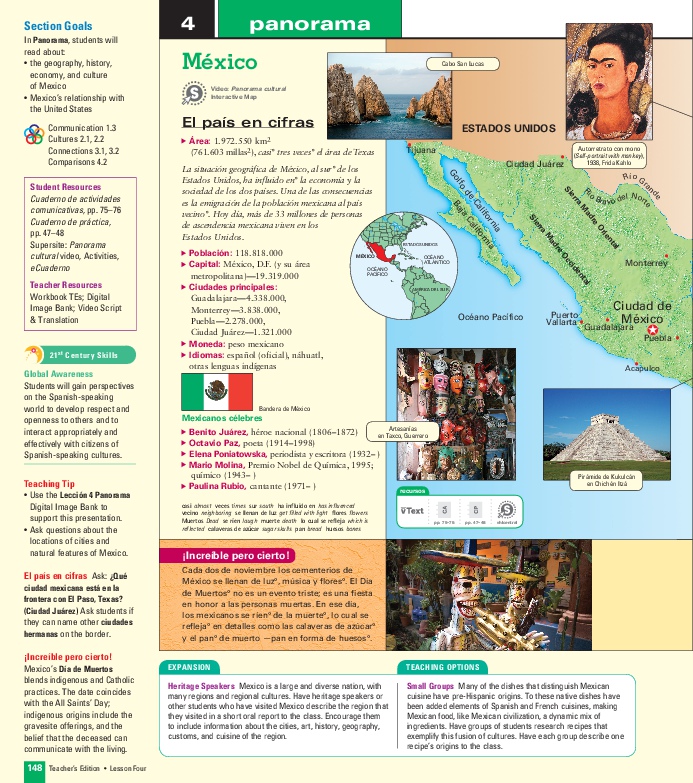 Section Goals
In Panorama, students will
read about:
• the geography, history,
economy, and culture
of Mexico
• Mexico's relationship with
the United States
Communication 1.3
Cultures 2.1, 2.2
Connections 3.1, 3.2
Comparisons 4.2
Student Resources
Cuaderno de actividades
comunicativas, pp. 75–76
Cuaderno de práctica,
pp. 47–48
Supersite: Panorama
cultural video, Activities,
eCuaderno
Teacher Resources
Workbook TEs; Digital
Image Bank; Video Script
& Translation
21st Century Skills
Global Awareness
Students will gain perspectives
on the Spanish-speaking
world to develop respect and
openness to others and to
interact appropriately and
effectively with citizens of
Spanish-speaking cultures.
Teaching Tip
• Use the Lección 4 Panorama
Digital Image Bank to
support this presentation.
• Ask questions about the
locations of cities and
natural features of Mexico.
El país en cifras Ask: ¿Qué
ciudad mexicana está en la
frontera con El Paso, Texas?
(Ciudad Juárez) Ask students if
they can name other ciudades
hermanas on the border.
¡Increíble pero cierto!
Mexico's Día de Muertos
blends indigenous and Catholic
practices. The date coincides
with the All Saints' Day;
indigenous origins include the
gravesite offerings, and the
belief that the deceased can
communicate with the living.
148 Teacher's Edition • Lesson Four
4 panorama
México
Video: Panorama cultural
Interactive Map
El país en cifras
Área: 1.972.550 km²
(761.603 millas²), casi° tres veces° el área de Texas
La situación geográfica de México, al sur° de los
Estados Unidos, ha influido en° la economía y la
sociedad de los dos países. Una de las consecuencias
es la emigración de la población mexicana al país
vecino°. Hoy día, más de 33 millones de personas
de ascendencia mexicana viven en los
Estados Unidos.
Población: 118.818.000
Capital: México, D.F. (y su área
metropolitana)—19.319.000
Ciudades principales:
Guadalajara—4.338.000,
Monterrey—3.838.000,
Puebla—2.278.000,
Ciudad Juárez—1.321.000
Moneda: peso mexicano
Idiomas: español (oficial), náhuatl,
otras lenguas indígenas
Bandera de México
Mexicanos célebres
Benito Juárez, héroe nacional (1806–1872)
Octavio Paz, poeta (1914–1998)
Elena Poniatowska, periodista y escritora (1932– )
Mario Molina, Premio Nobel de Química, 1995;
químico (1943– )
Paulina Rubio, cantante (1971– )
casi almost veces times sur south ha influido en has influenced
vecino neighboring se llenan de luz get filled with light flores flowers
Muertos Dead se ríen laugh muerte death lo cual se refleja which is
reflected calaveras de azúcar sugar skulls pan bread huesos bones
Cabo San Lucas
Autorretrato con mono
(Self-portrait with monkey),
1938, Frida Kahlo
ESTADOS UNIDOS
Tijuana
Ciudad Juárez
Río Grande
Río Bravo del Norte
Golfo de California
Baja California
Sierra Madre Oriental
Sierra Madre Occidental
Monterrey
ESTADOS UNIDOS
MÉXICO
OCÉANO
ATLÁNTICO
OCÉANO
PACÍFICO
AMÉRICA DEL SUR
Océano Pacífico
Puerto
Vallarta
Guadalajara
Ciudad de
México
Puebla
Acapulco
Artesanías
en Taxco, Guerrero
Pirámide de Kukulcán
en Chichén Itzá
recursos
vText
pp. 75–76
pp. 47–48
vhlcentral
¡Increíble pero cierto!
Cada dos de noviembre los cementerios de
México se llenan de luz°, música y flores°. El Día
de Muertos° no es un evento triste; es una fiesta
en honor a las personas muertas. En ese día,
los mexicanos se ríen° de la muerte°, lo cual se
refleja° en detalles como las calaveras de azúcar°
y el pan° de muerto —pan en forma de huesos°.
EXPANSION
Heritage Speakers Mexico is a large and diverse nation, with
many regions and regional cultures. Have heritage speakers or
other students who have visited Mexico describe the region that
they visited in a short oral report to the class. Encourage them
to include information about the cities, art, history, geography,
customs, and cuisine of the region.
TEACHING OPTIONS
Small Groups Many of the dishes that distinguish Mexican
cuisine have pre-Hispanic origins. To these native dishes have
been added elements of Spanish and French cuisines, making
Mexican food, like Mexican civilization, a dynamic mix of
ingredients. Have groups of students research recipes that
exemplify this fusion of cuisines. Have each group describe one
recipe's origins to the class.